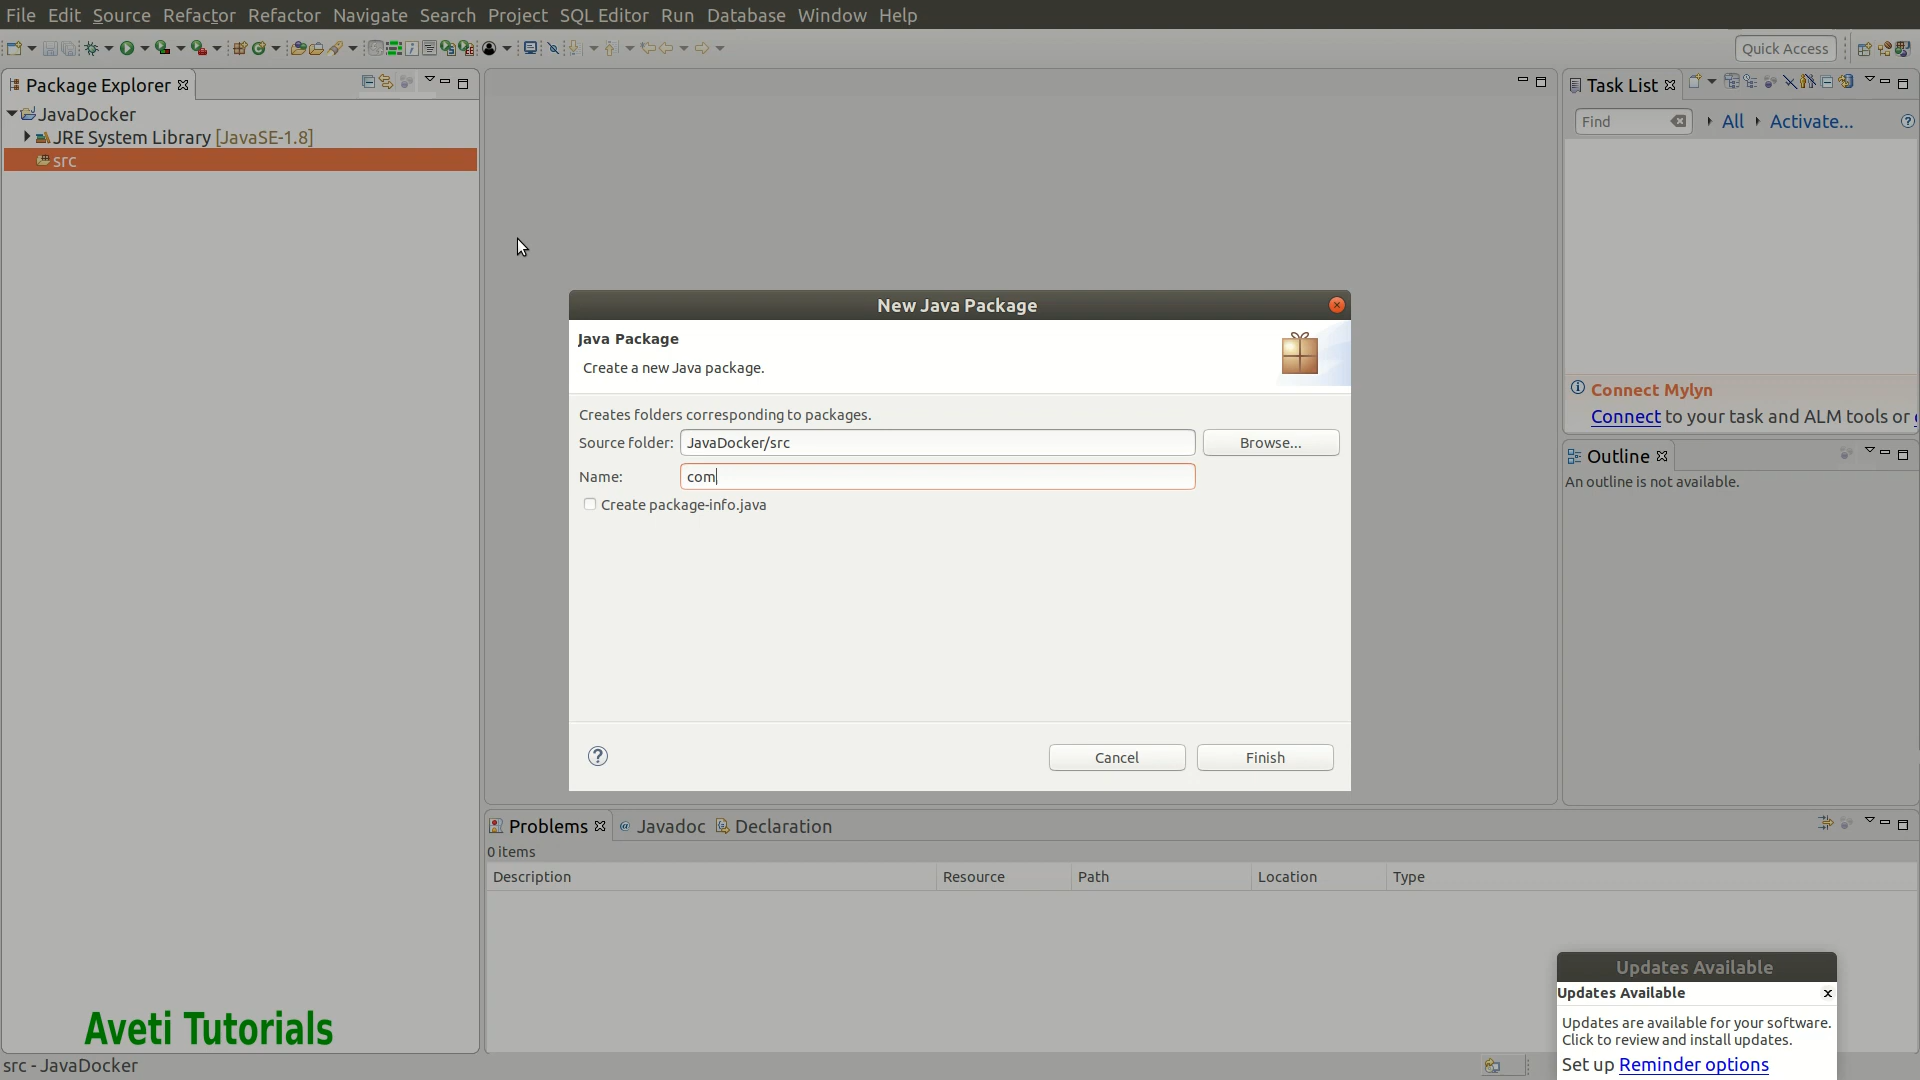 File Edit Source Refactor Refactor Navigate Search Project SQL Editor Run Database Window Help
Quick Access
Package Explorer
JavaDocker
JRE System Library [JavaSE-1.8]
src
Task List
Find
All
Activate...
Connect Mylyn
Connect to your task and ALM tools or
Outline
An outline is not available.
New Java Package
Java Package
Create a new Java package.
Creates folders corresponding to packages.
Source folder: JavaDocker/src Browse...
Name: com
Create package-info.java
Cancel Finish
Problems Javadoc Declaration
0 items
Description Resource Path Location Type
Updates Available
Updates Available x
Updates are available for your software.
Click to review and install updates.
Set up Reminder options
Aveti Tutorials
src - JavaDocker